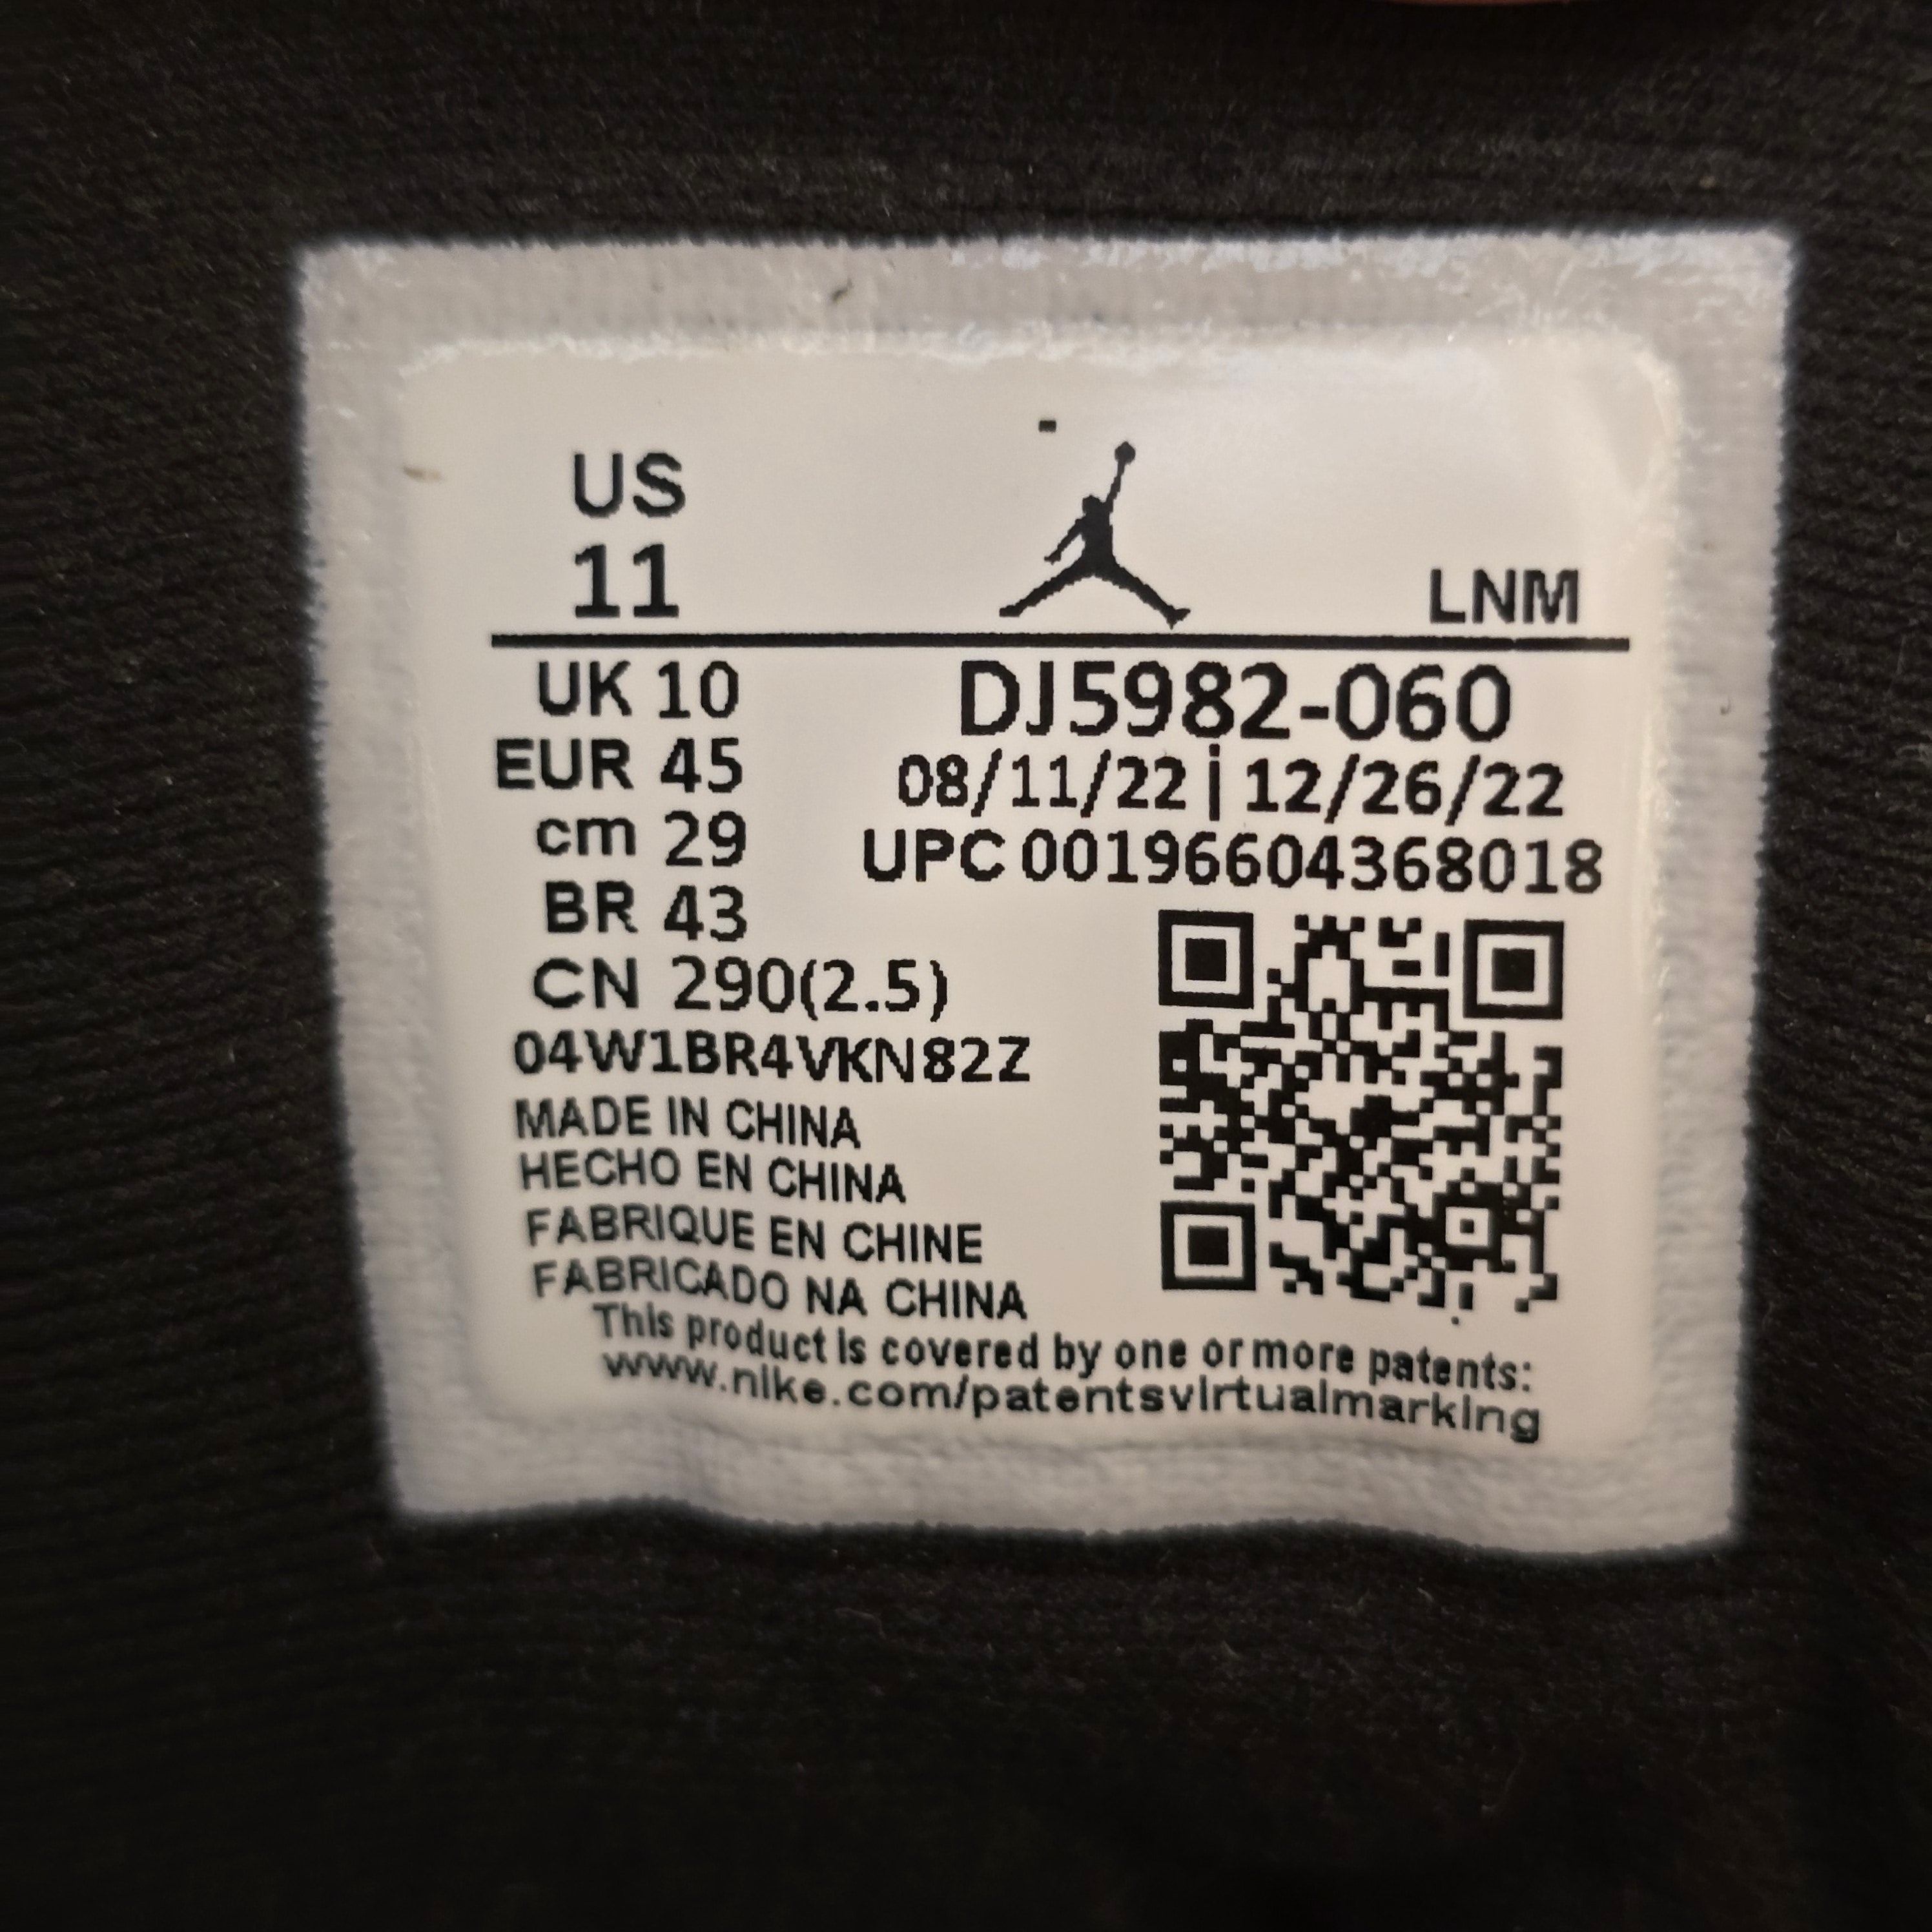 US
11
LNM
UK 10
EUR 45
cm 29
BR 43
CN 290(2.5)
DJ5982-060
08/11/22 | 12/26/22
UPC 00196604368018
04W1BR4VKN82Z
MADE IN CHINA
HECHO EN CHINA
FABRIQUE EN CHINE
FABRICADO NA CHINA
This product is covered by one or more patents:
www.nike.com/patentsvirtualmarking